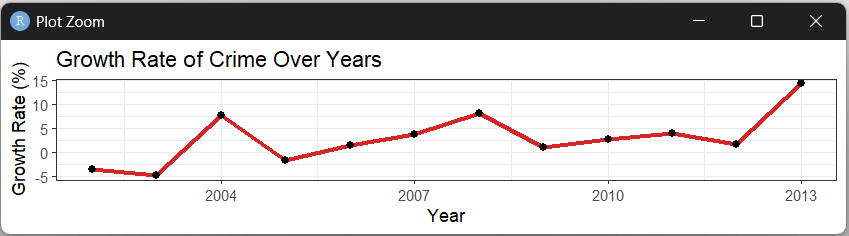 R Plot Zoom
Growth Rate of Crime Over Years
Growth Rate (%)
15
10
5
0
-5
2004 2007 2010 2013
Year